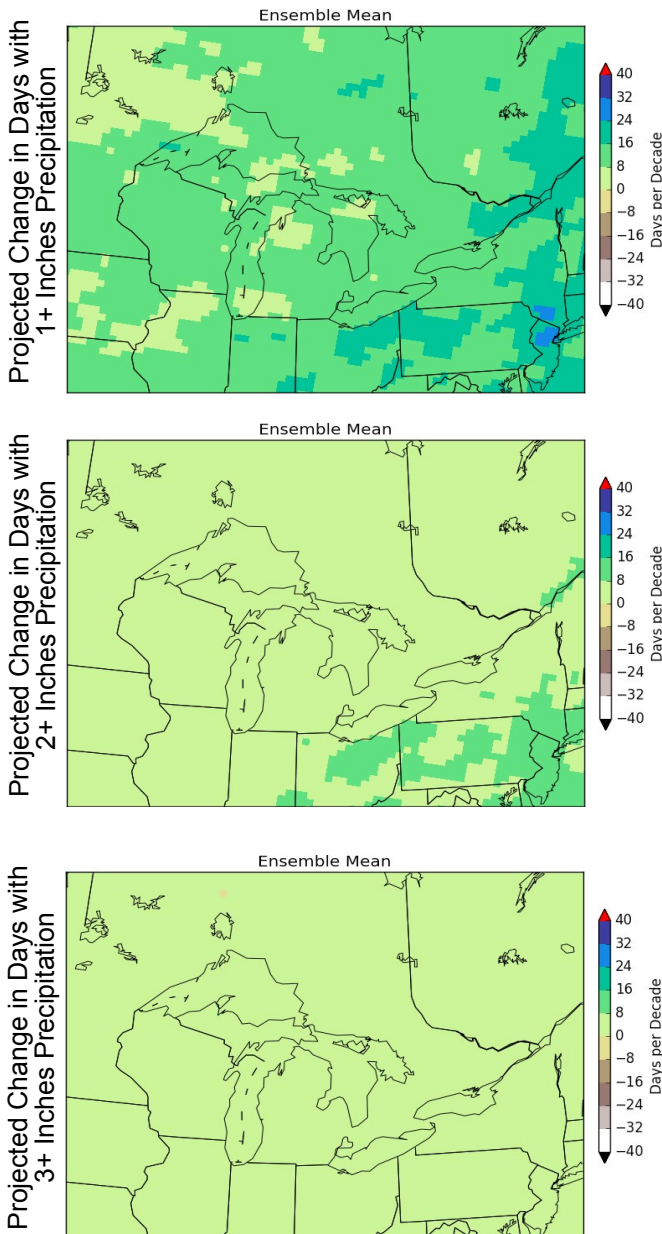 Ensemble Mean
Projected Change in Days with
1+ Inches Precipitation
40
32
24
16
8
0
−8
−16
−24
−32
−40
Days per Decade
Ensemble Mean
Projected Change in Days with
2+ Inches Precipitation
40
32
24
16
8
0
−8
−16
−24
−32
−40
Days per Decade
Ensemble Mean
Projected Change in Days with
3+ Inches Precipitation
40
32
24
16
8
0
−8
−16
−24
−32
−40
Days per Decade